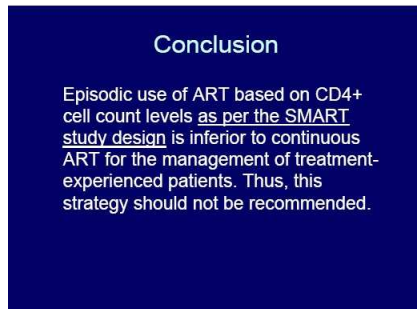 Conclusion
Episodic use of ART based on CD4+
cell count levels as per the SMART
study design is inferior to continuous
ART for the management of treatment-
experienced patients. Thus, this
strategy should not be recommended.